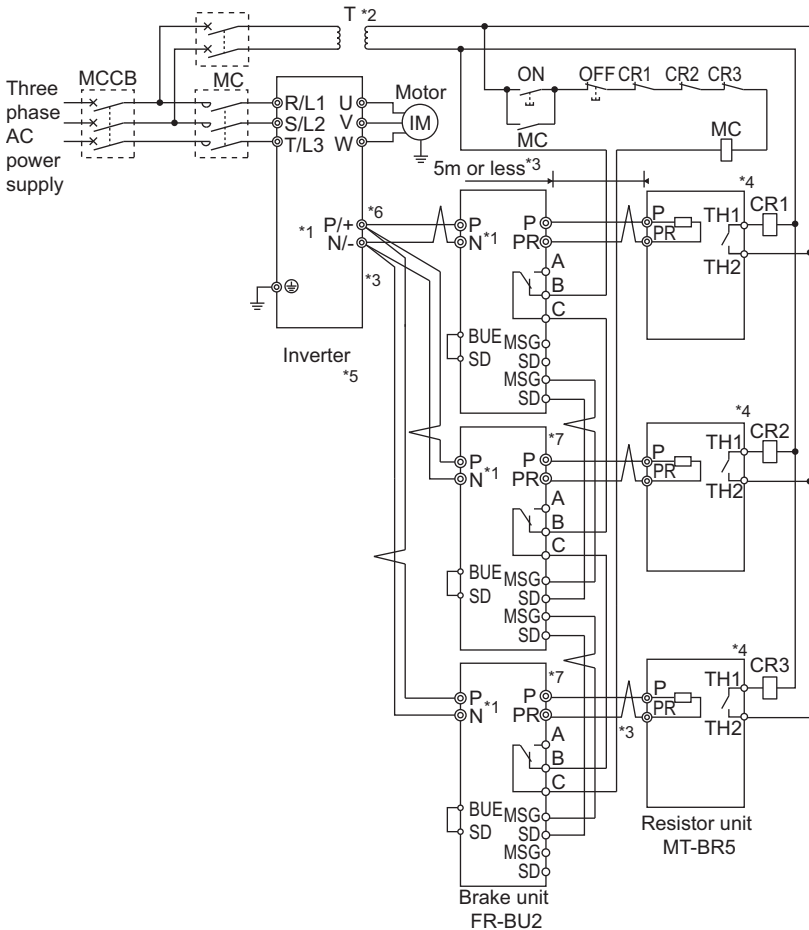 T *2
MCCB
MC
Three
phase
AC
power
supply
R/L1
S/L2
T/L3
U
V
W
Motor
IM
ON
OFF
CR1
CR2
CR3
MC
MC
5m or less*3
P/+
N/-
*1
*6
*3
Inverter
*5
P
N*1
P
PR
A
B
C
BUE
SD
MSG
SD
MSG
SD
P
PR
TH1
TH2
*4
CR1
*7
P
N*1
P
PR
A
B
C
BUE
SD
MSG
SD
MSG
SD
P
PR
TH1
TH2
*4
CR2
*7
P
N*1
P
PR
A
B
C
BUE
SD
MSG
SD
MSG
SD
*3
P
PR
TH1
TH2
*4
CR3
Resistor unit
MT-BR5
Brake unit
FR-BU2